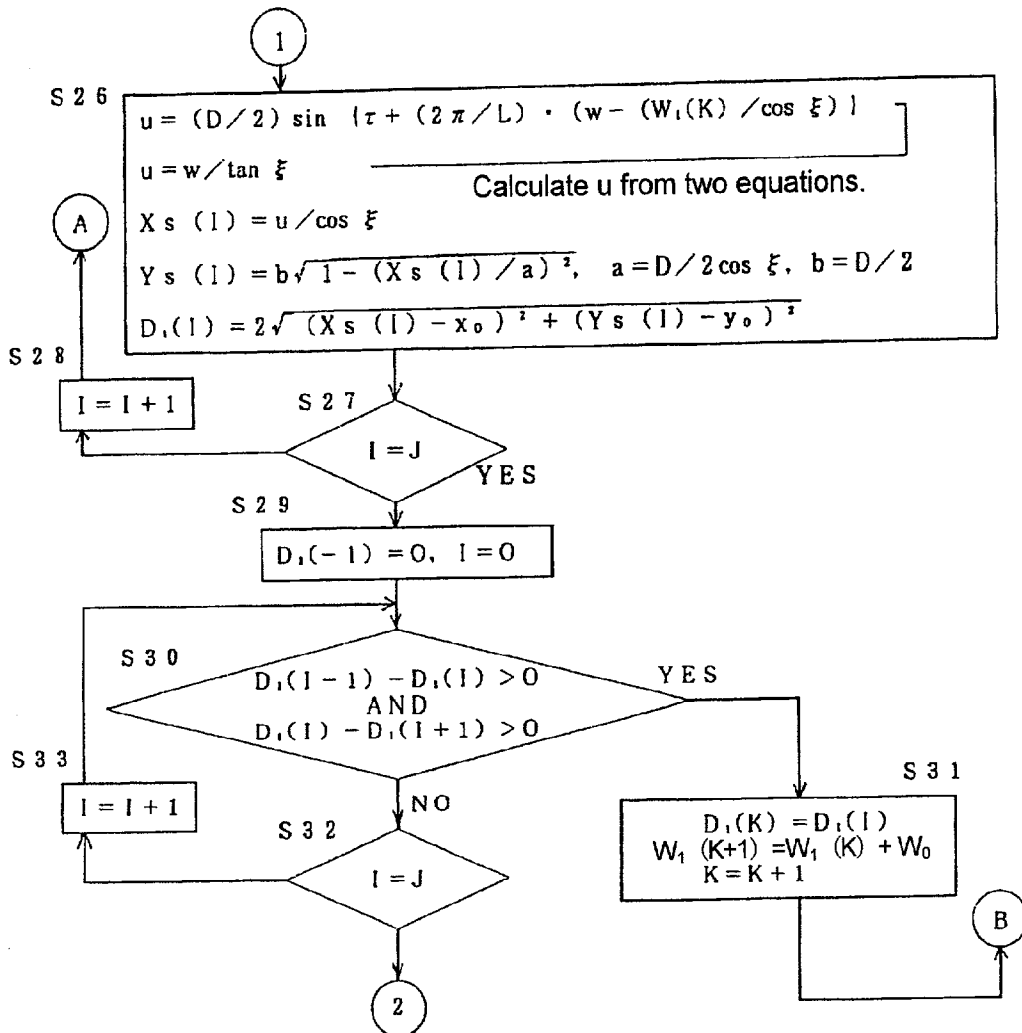 1
S26
u = (D/2) sin {τ + (2π/L) · (w− (W₁(K) /cos ξ) }
u = w/tan ξ
Calculate u from two equations.
A
Xs (I) = u/cos ξ
Ys (I) = b√1− (Xs (I) /a)², a = D/2cos ξ, b = D/2
D₁(I) = 2√(Xs (I) −x₀)² + (Ys (I) −y₀)²
S28
I = I + 1
S27
I = J
YES
S29
D₁(−1) = 0, I = 0
S30
D₁(I−1) −D₁(I) >0
AND
D₁(I) −D₁(I+1) >0
YES
S33
I = I + 1
NO
S31
D₁(K) = D₁(I)
W₁ (K+1) =W₁ (K) +W₀
K = K + 1
S32
I = J
B
2